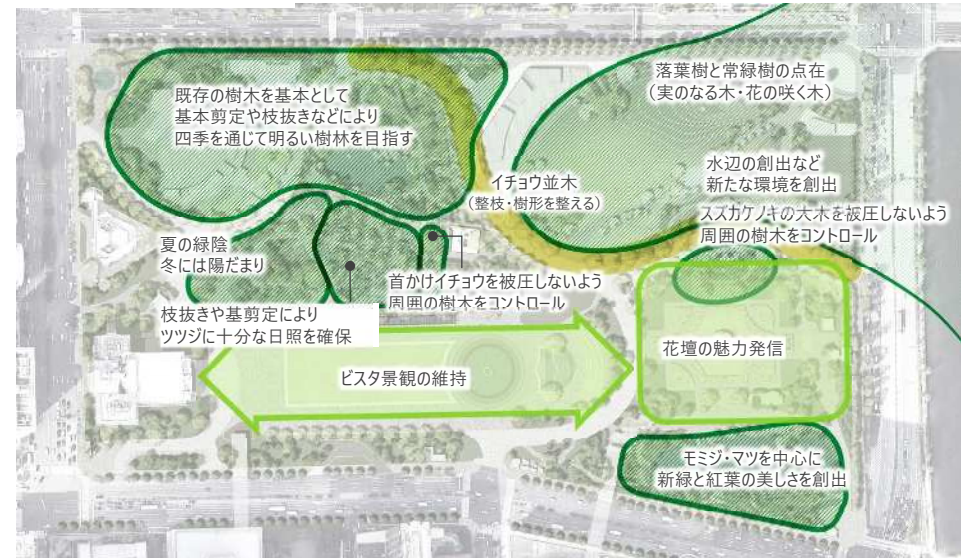 既存の樹木を基本として
基本剪定や枝抜きなどにより
四季を通じて明るい樹林を目指す
落葉樹と常緑樹の点在
（実のなる木・花の咲く木）
イチョウ並木
（整枝・樹形を整える）
水辺の創出など
新たな環境を創出
スズカケノキの大木を被圧しないよう
周囲の樹木をコントロール
夏の緑陰
冬には陽だまり
首かけイチョウを被圧しないよう
周囲の樹木をコントロール
枝抜きや基剪定により
ツツジに十分な日照を確保
ビスタ景観の維持
花壇の魅力発信
モミジ・マツを中心に
新緑と紅葉の美しさを創出